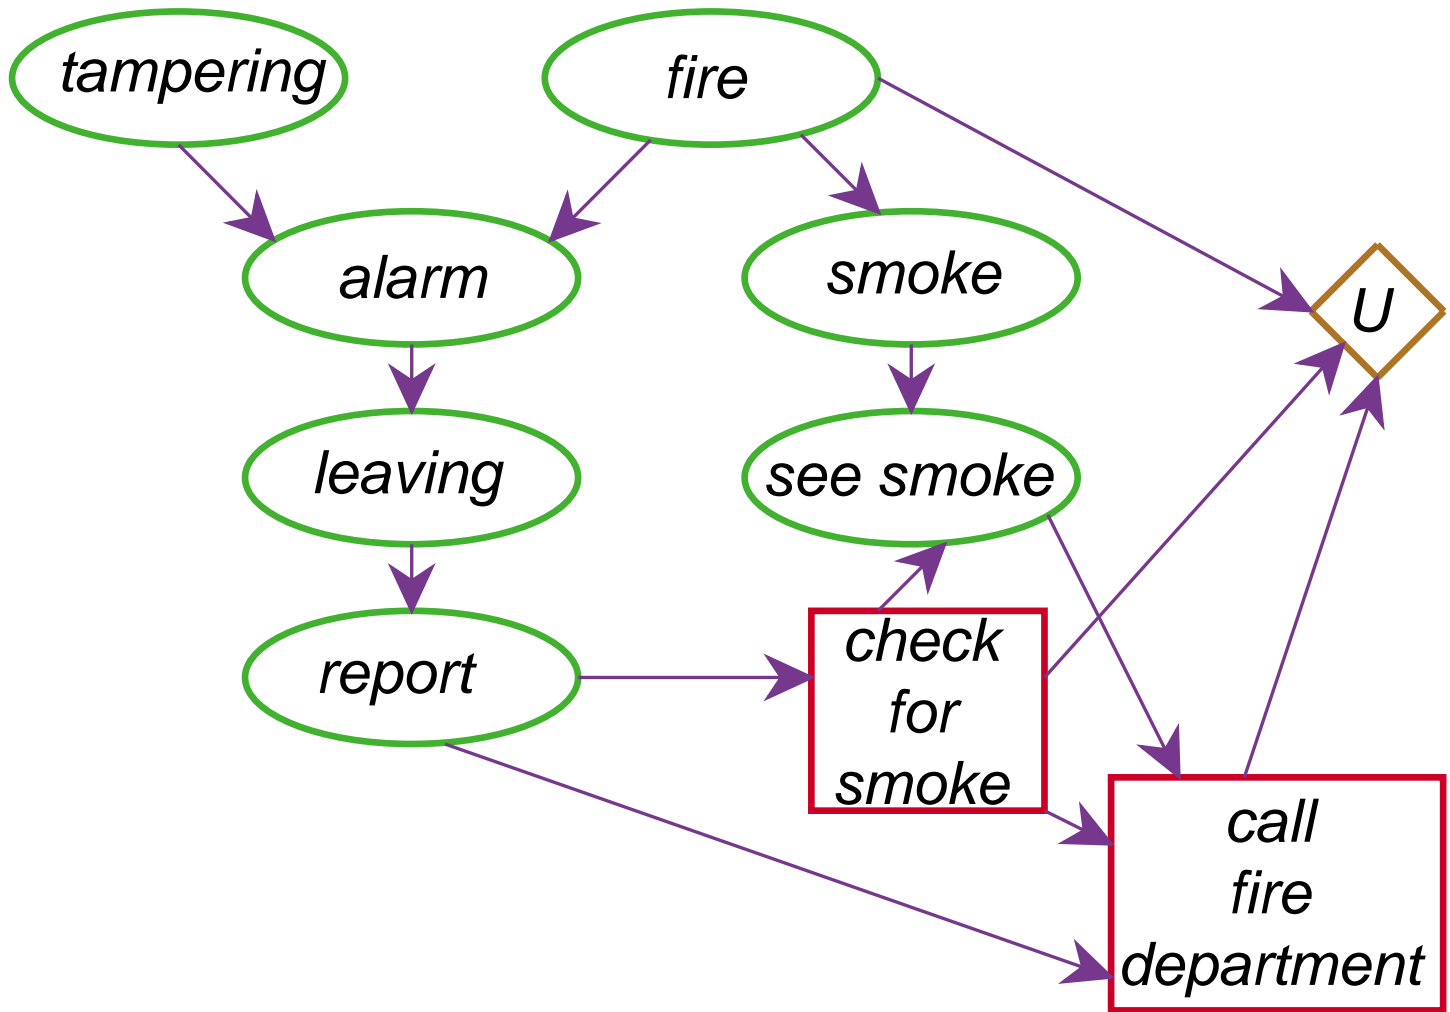 tampering
fire
alarm
smoke
U
leaving
see smoke
report
check
for
smoke
call
fire
department